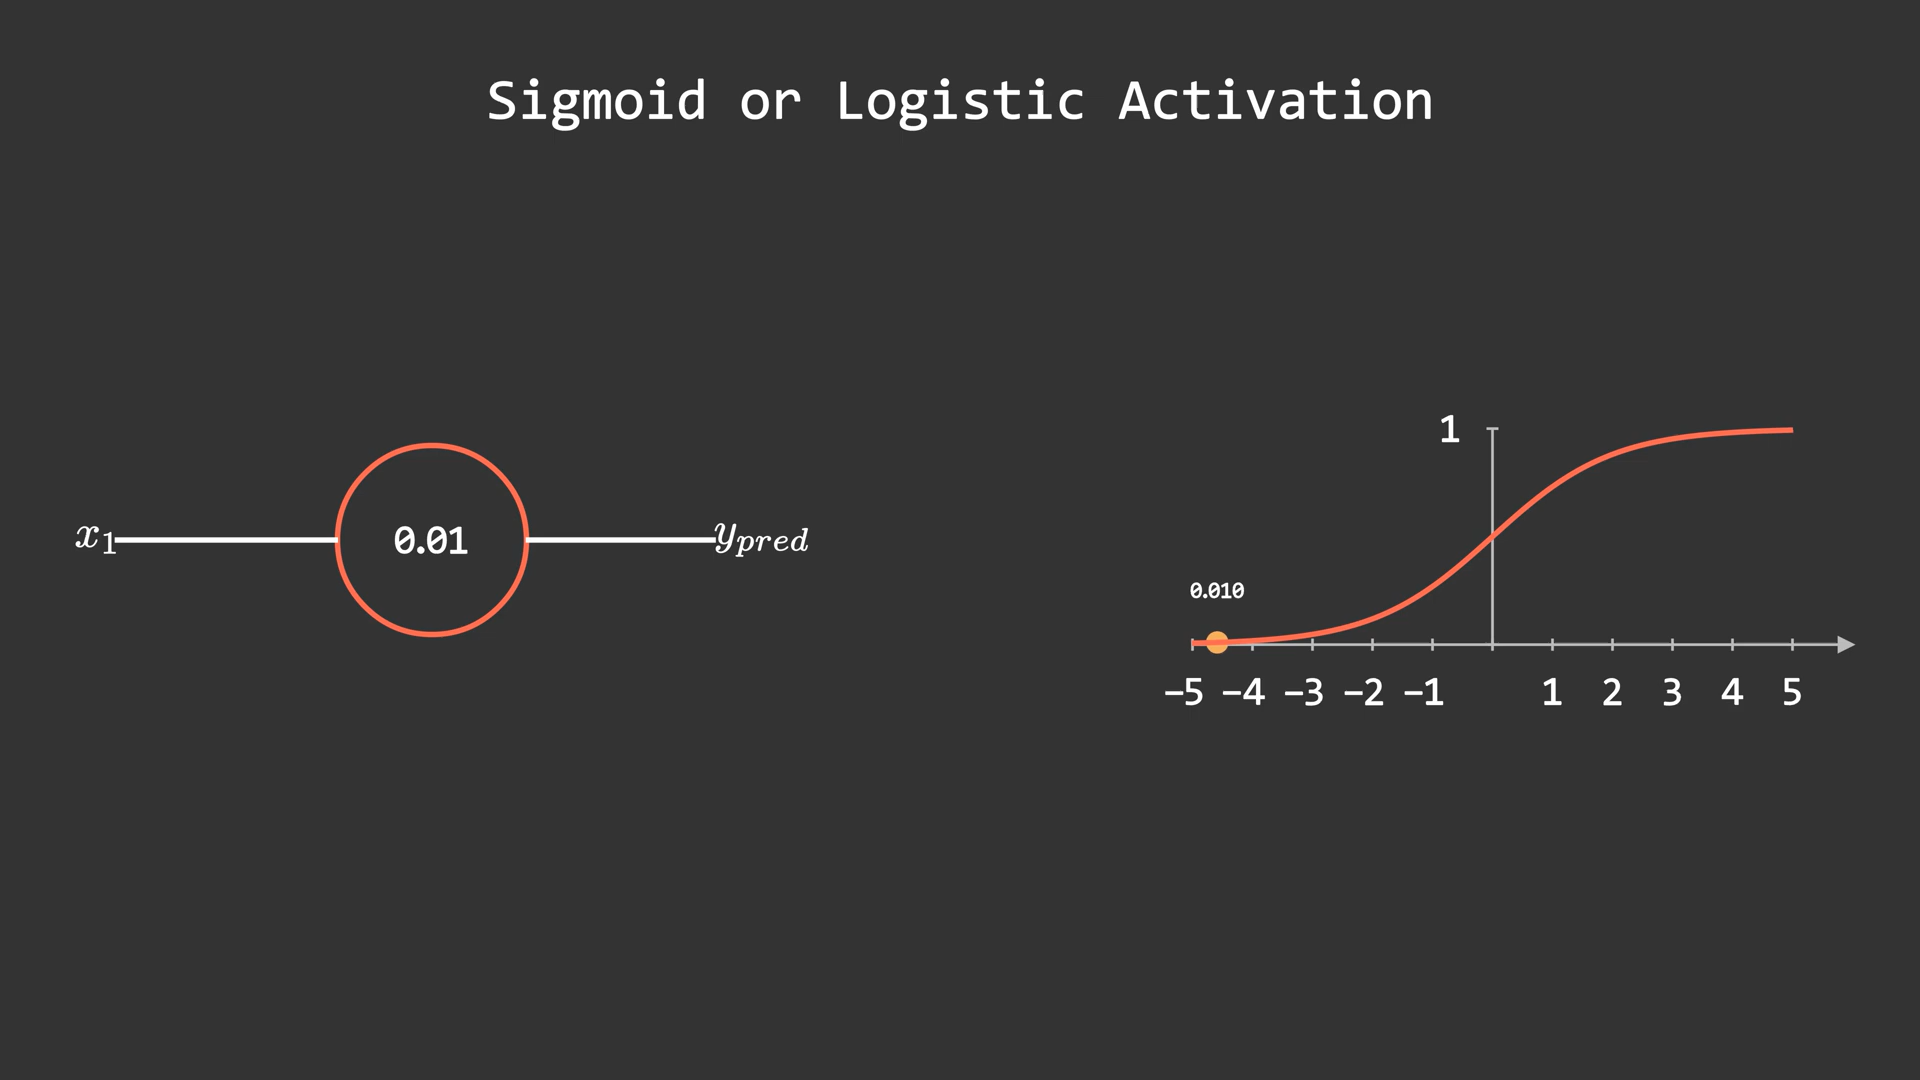 Sigmoid or Logistic Activation
x₁
0.01
y_pred
1
0.010
−5 −4 −3 −2 −1 1 2 3 4 5